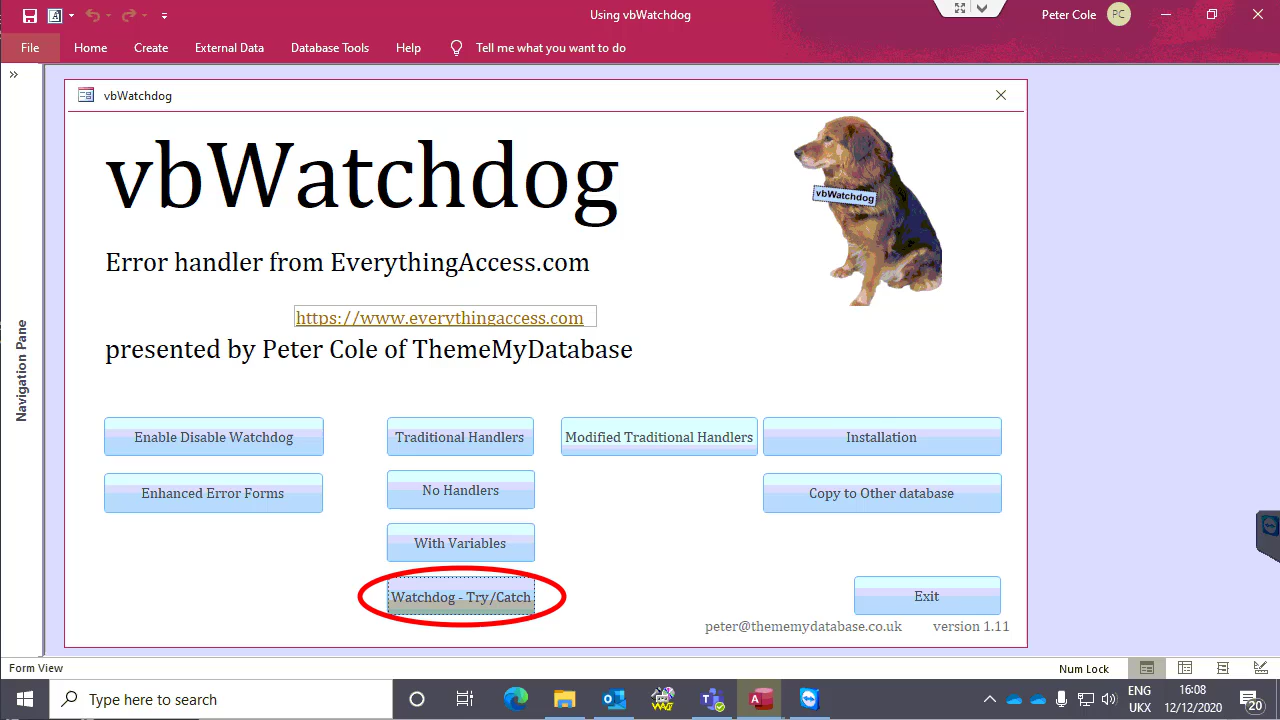 Using vbWatchdog
Peter Cole PC
File Home Create External Data Database Tools Help Tell me what you want to do
vbWatchdog
vbWatchdog
vbWatchdog
Error handler from EverythingAccess.com
https://www.everythingaccess.com
presented by Peter Cole of ThemeMyDatabase
Navigation Pane
Enable Disable Watchdog Traditional Handlers Modified Traditional Handlers Installation
Enhanced Error Forms No Handlers Copy to Other database
With Variables
Watchdog - Try/Catch Exit
peter@thememydatabase.co.uk version 1.11
Form View Num Lock
Type here to search
ENG 16:08
UKX 12/12/2020 20